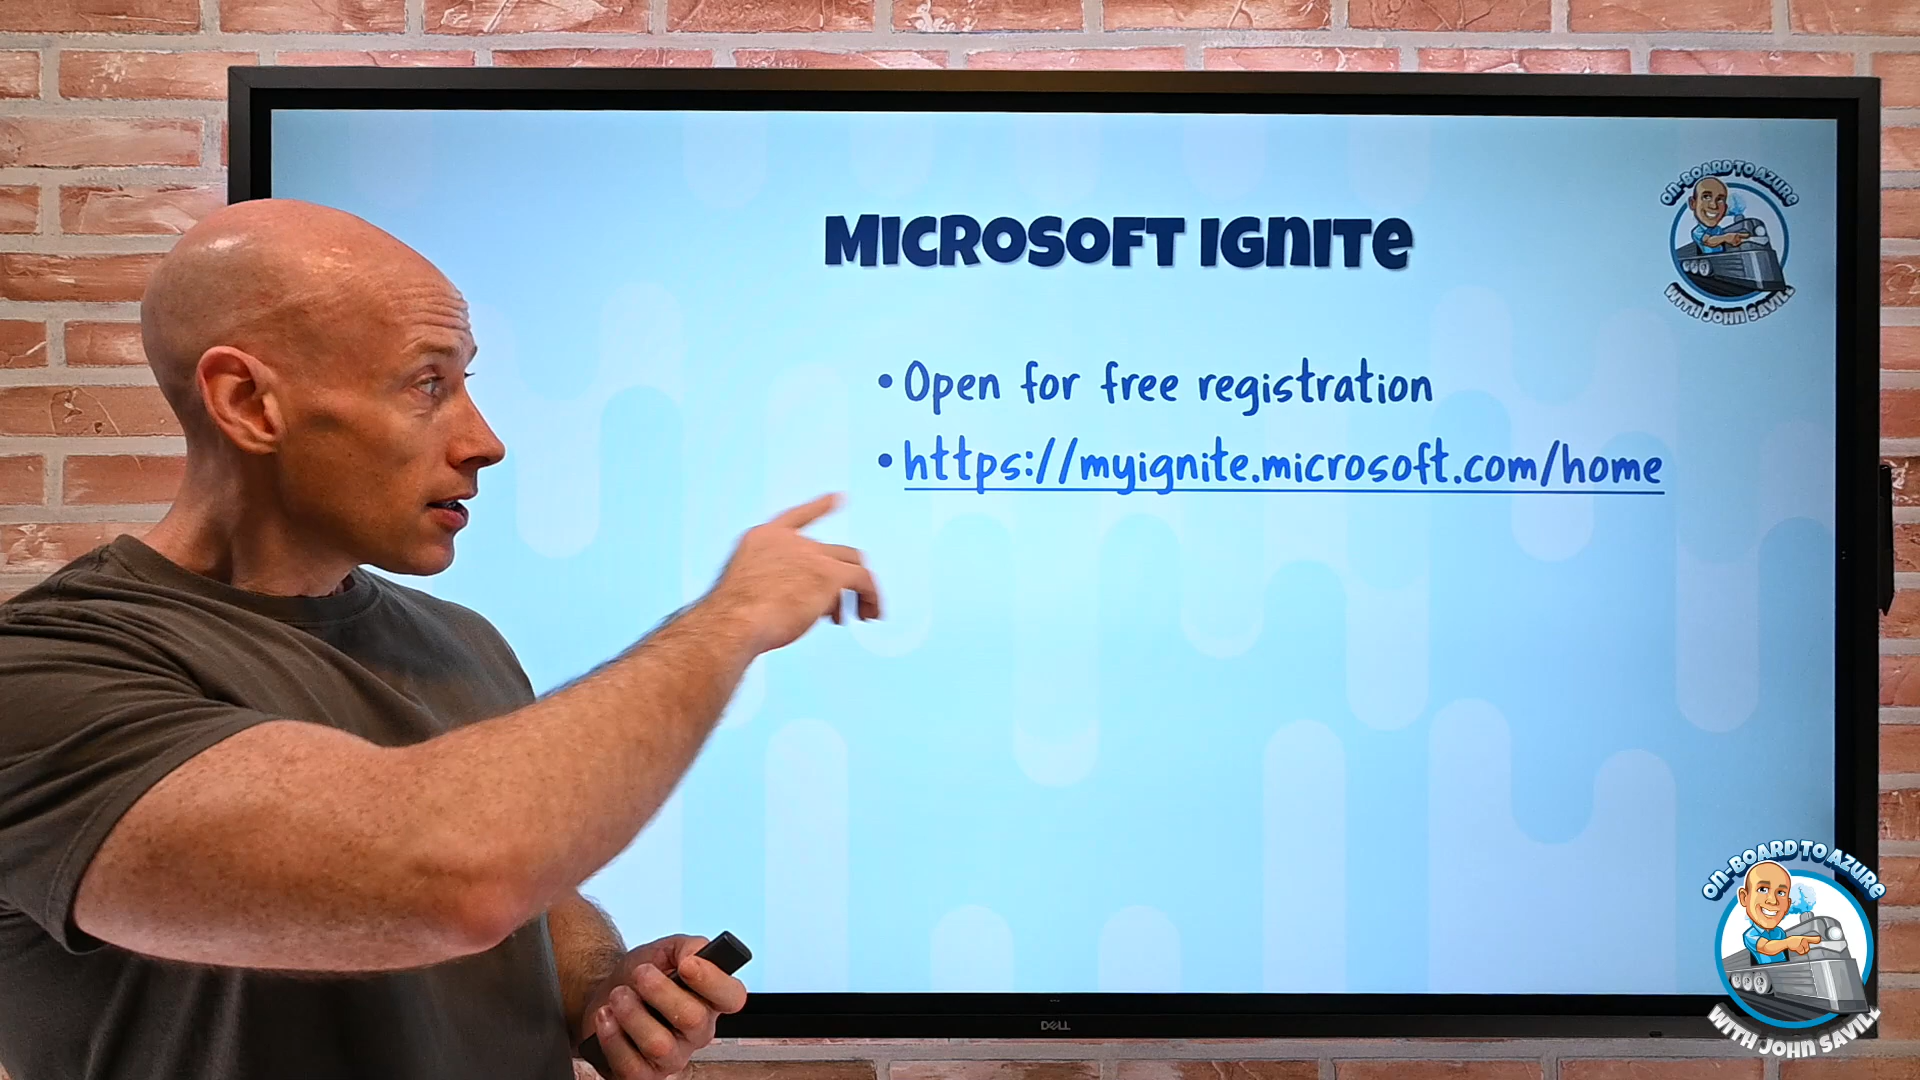 ON-BOARD TO AZURE
WITH JOHN SAVILL
MICROSOFT IGNITE
• Open for free registration
• https://myignite.microsoft.com/home
DELL
ON-BOARD TO AZURE
WITH JOHN SAVILL